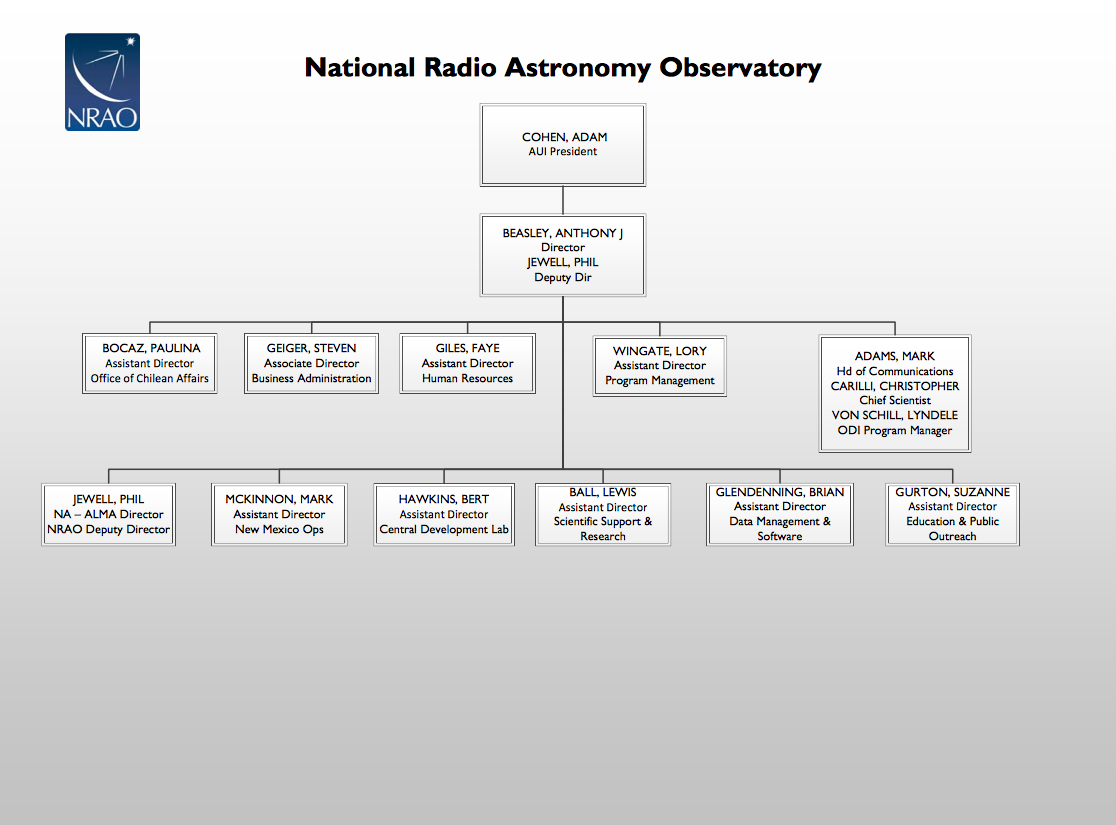 NRAO
National Radio Astronomy Observatory
COHEN, ADAM
AUI President
BEASLEY, ANTHONY J
Director
JEWELL, PHIL
Deputy Dir
BOCAZ, PAULINA
Assistant Director
Office of Chilean Affairs
GEIGER, STEVEN
Associate Director
Business Administration
GILES, FAYE
Assistant Director
Human Resources
WINGATE, LORY
Assistant Director
Program Management
ADAMS, MARK
Hd of Communications
CARILLI, CHRISTOPHER
Chief Scientist
VON SCHILL, LYNDELE
ODI Program Manager
JEWELL, PHIL
NA – ALMA Director
NRAO Deputy Director
MCKINNON, MARK
Assistant Director
New Mexico Ops
HAWKINS, BERT
Assistant Director
Central Development Lab
BALL, LEWIS
Assistant Director
Scientific Support &
Research
GLENDENNING, BRIAN
Assistant Director
Data Management &
Software
GURTON, SUZANNE
Assistant Director
Education & Public
Outreach